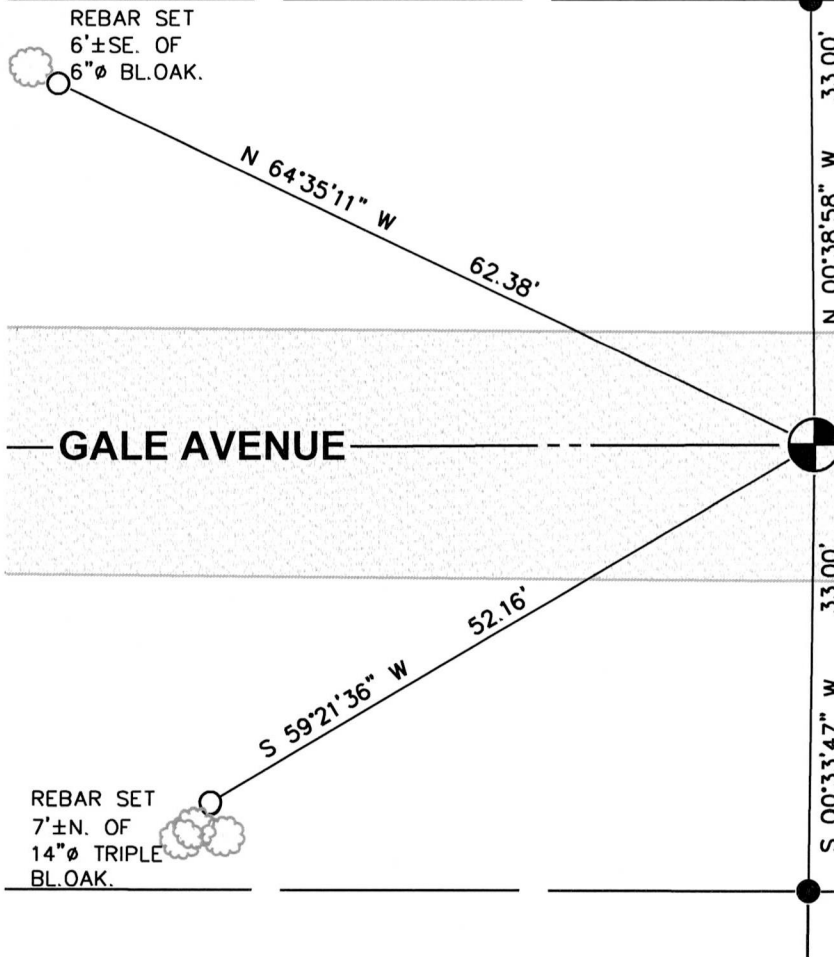 REBAR SET
6'±SE. OF
6"ø BL.OAK.
33.00'
N 64°35'11" W
62.38'
N 00°38'58" W
GALE AVENUE
33.00'
52.16'
S 59°21'36" W
S 00°33'47" W
REBAR SET
7'±N. OF
14"ø TRIPLE
BL.OAK.